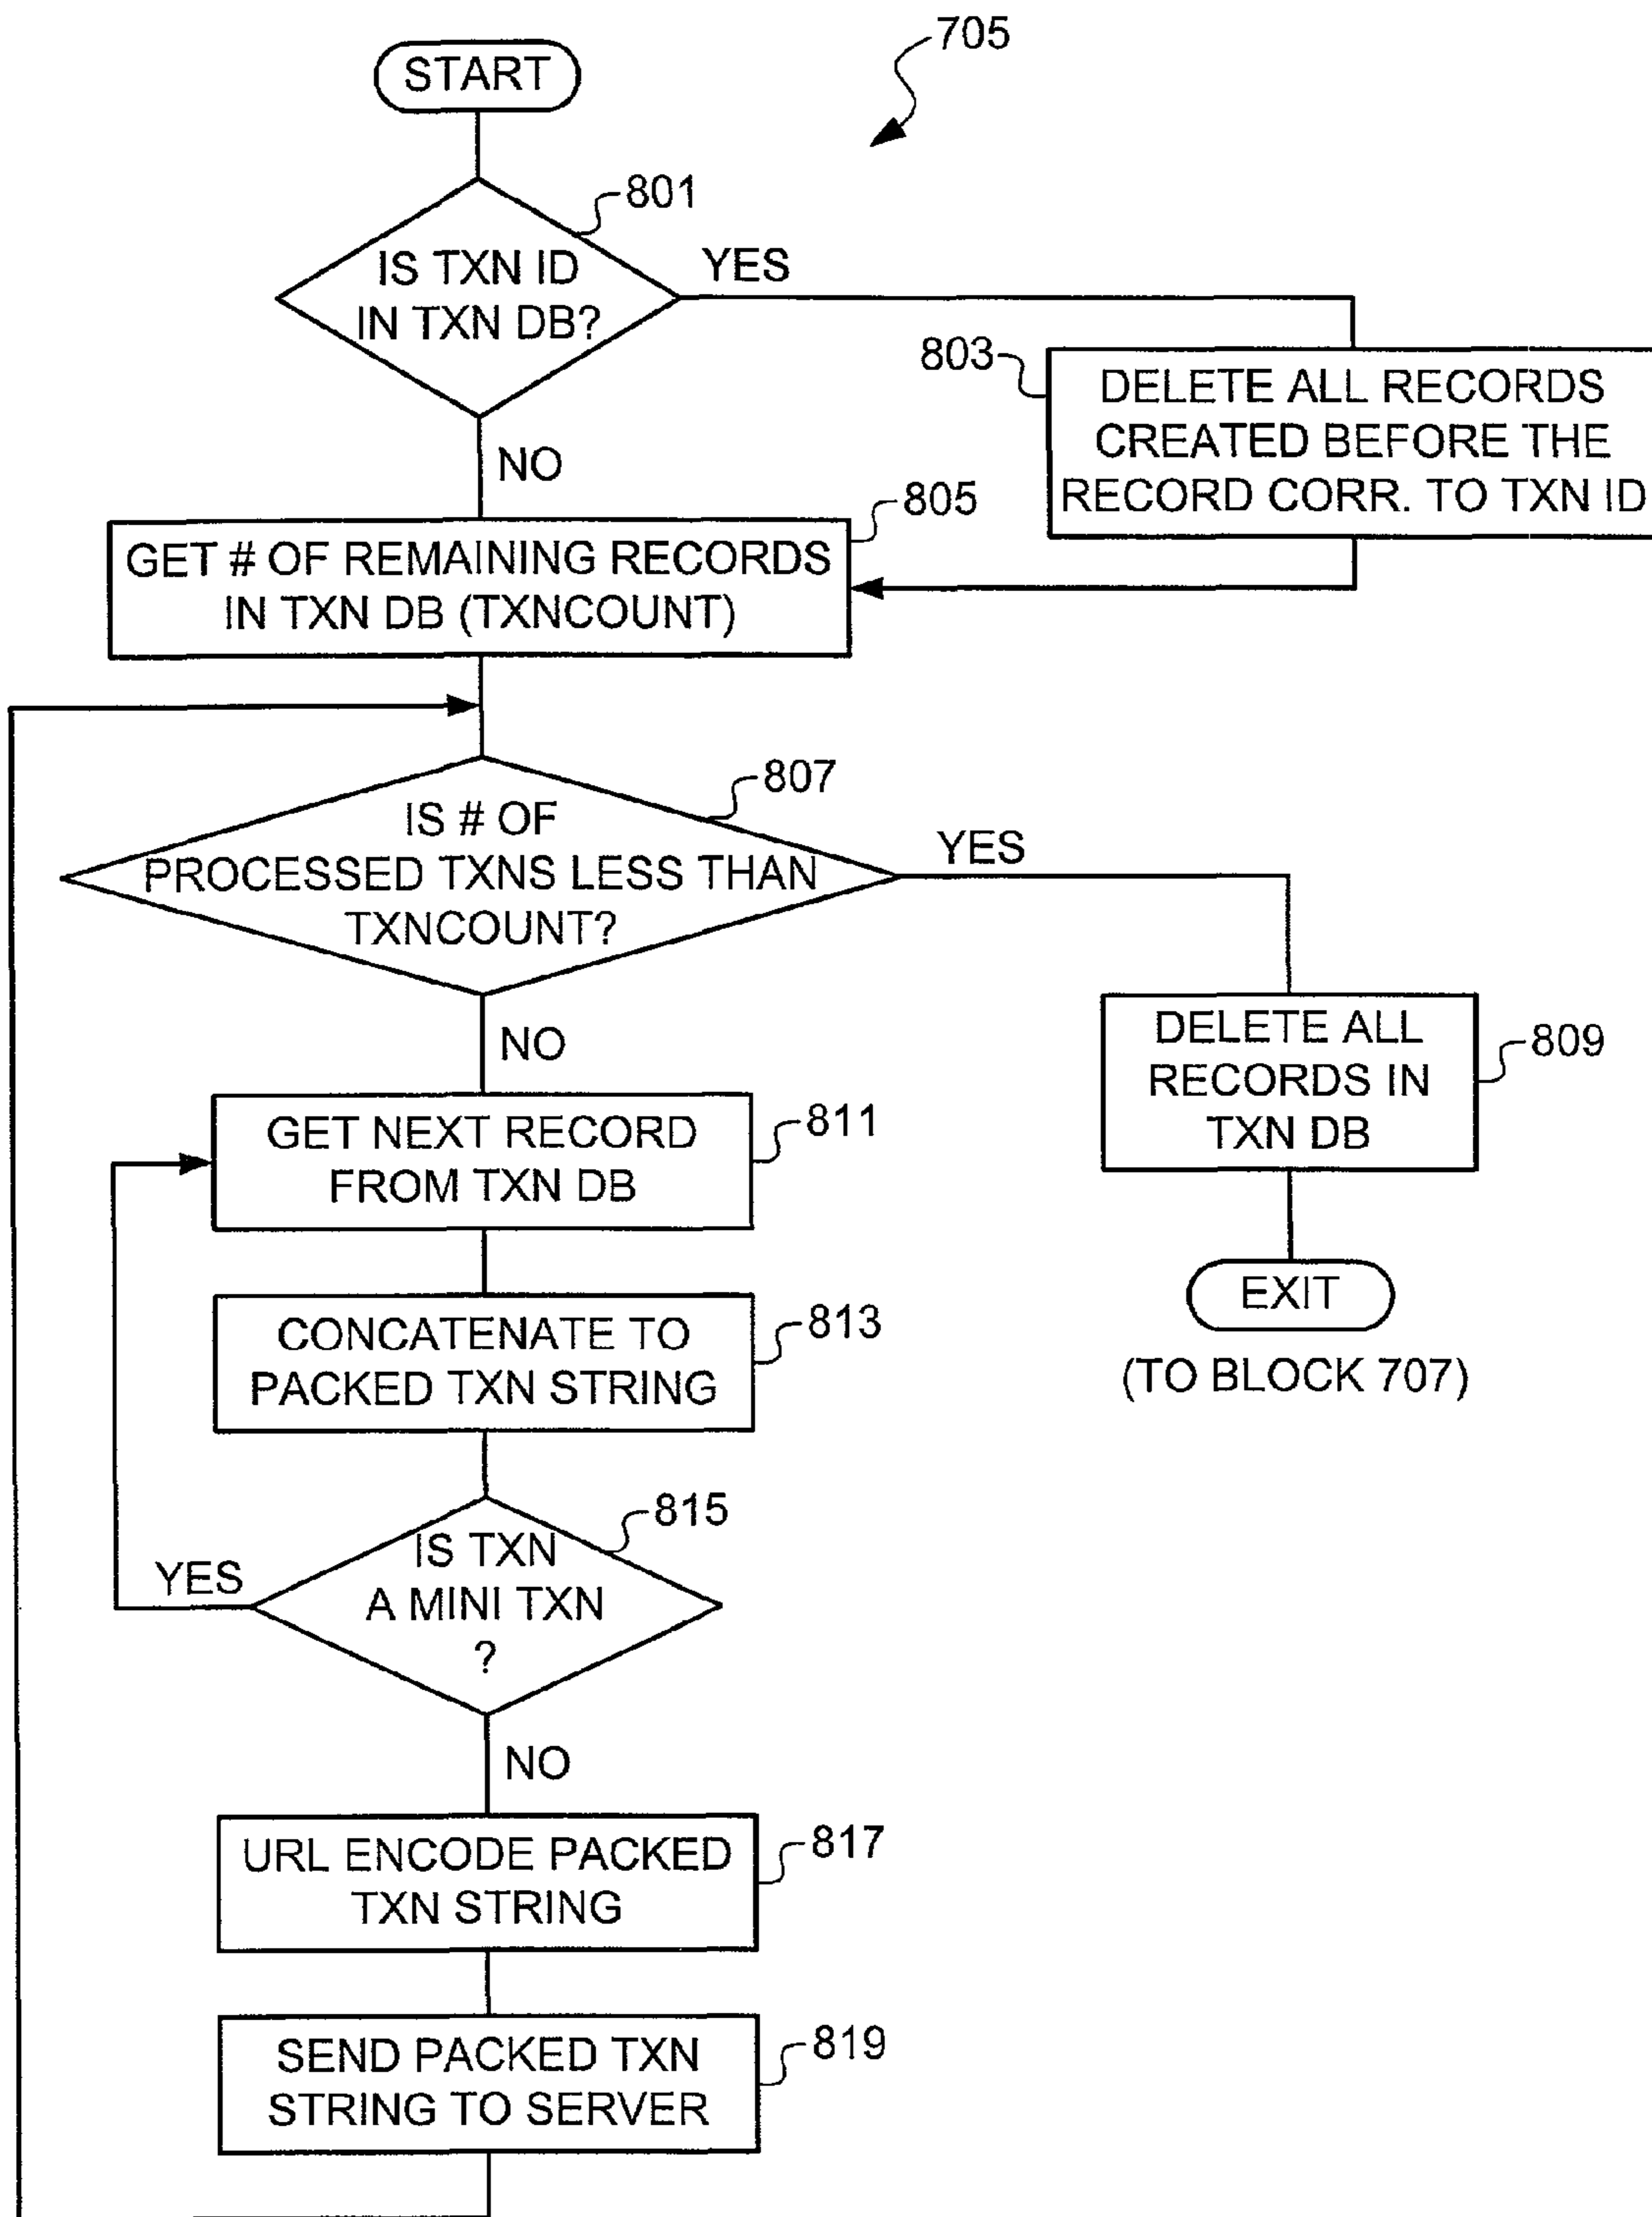 705
START
801
IS TXN ID
IN TXN DB?
YES
NO
803
DELETE ALL RECORDS
CREATED BEFORE THE
RECORD CORR. TO TXN ID
805
GET # OF REMAINING RECORDS
IN TXN DB (TXNCOUNT)
807
IS # OF
PROCESSED TXNS LESS THAN
TXNCOUNT?
YES
NO
809
DELETE ALL
RECORDS IN
TXN DB
EXIT
(TO BLOCK 707)
811
GET NEXT RECORD
FROM TXN DB
813
CONCATENATE TO
PACKED TXN STRING
815
IS TXN
A MINI TXN
?
YES
NO
817
URL ENCODE PACKED
TXN STRING
819
SEND PACKED TXN
STRING TO SERVER